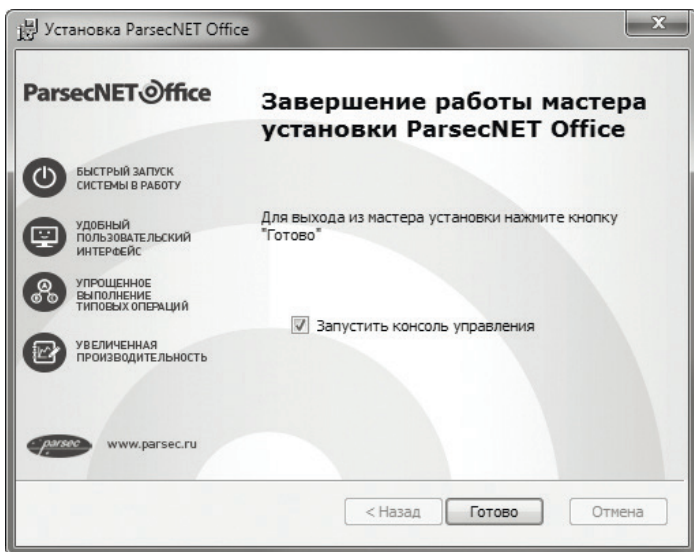 Установка ParsecNET Office
x
ParsecNET Office
Завершение работы мастера
установки ParsecNET Office
БЫСТРЫЙ ЗАПУСК
СИСТЕМЫ В РАБОТУ
УДОБНЫЙ
ПОЛЬЗОВАТЕЛЬСКИЙ
ИНТЕРФЕЙС
УПРОЩЕННОЕ
ВЫПОЛНЕНИЕ
ТИПОВЫХ ОПЕРАЦИЙ
УВЕЛИЧЕННАЯ
ПРОИЗВОДИТЕЛЬНОСТЬ
Для выхода из мастера установки нажмите кнопку
"Готово"
Запустить консоль управления
parsec www.parsec.ru
< Назад Готово Отмена